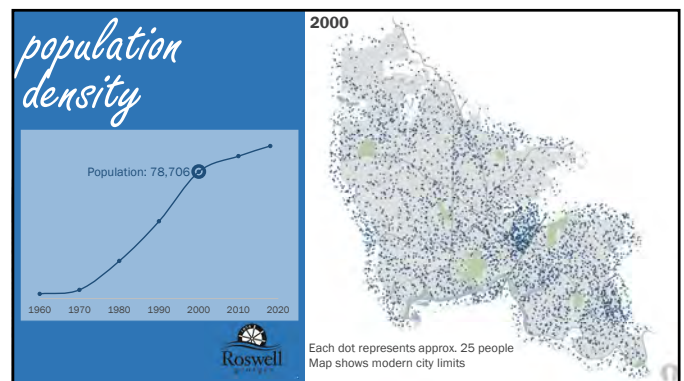 population
density
Population: 78,706
1960 1970 1980 1990 2000 2010 2020
Roswell
2000
Each dot represents approx. 25 people
Map shows modern city limits